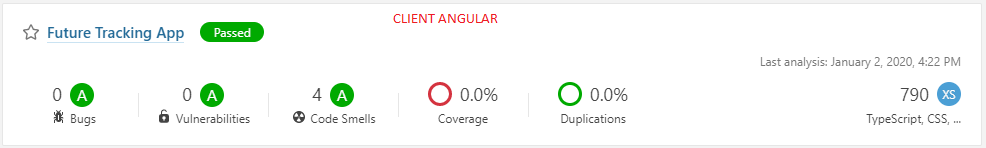 CLIENT ANGULAR
Future Tracking App Passed
Last analysis: January 2, 2020, 4:22 PM
0 A 0 A 4 A 0.0% 0.0% 790 XS
Bugs Vulnerabilities Code Smells Coverage Duplications TypeScript, CSS, ...